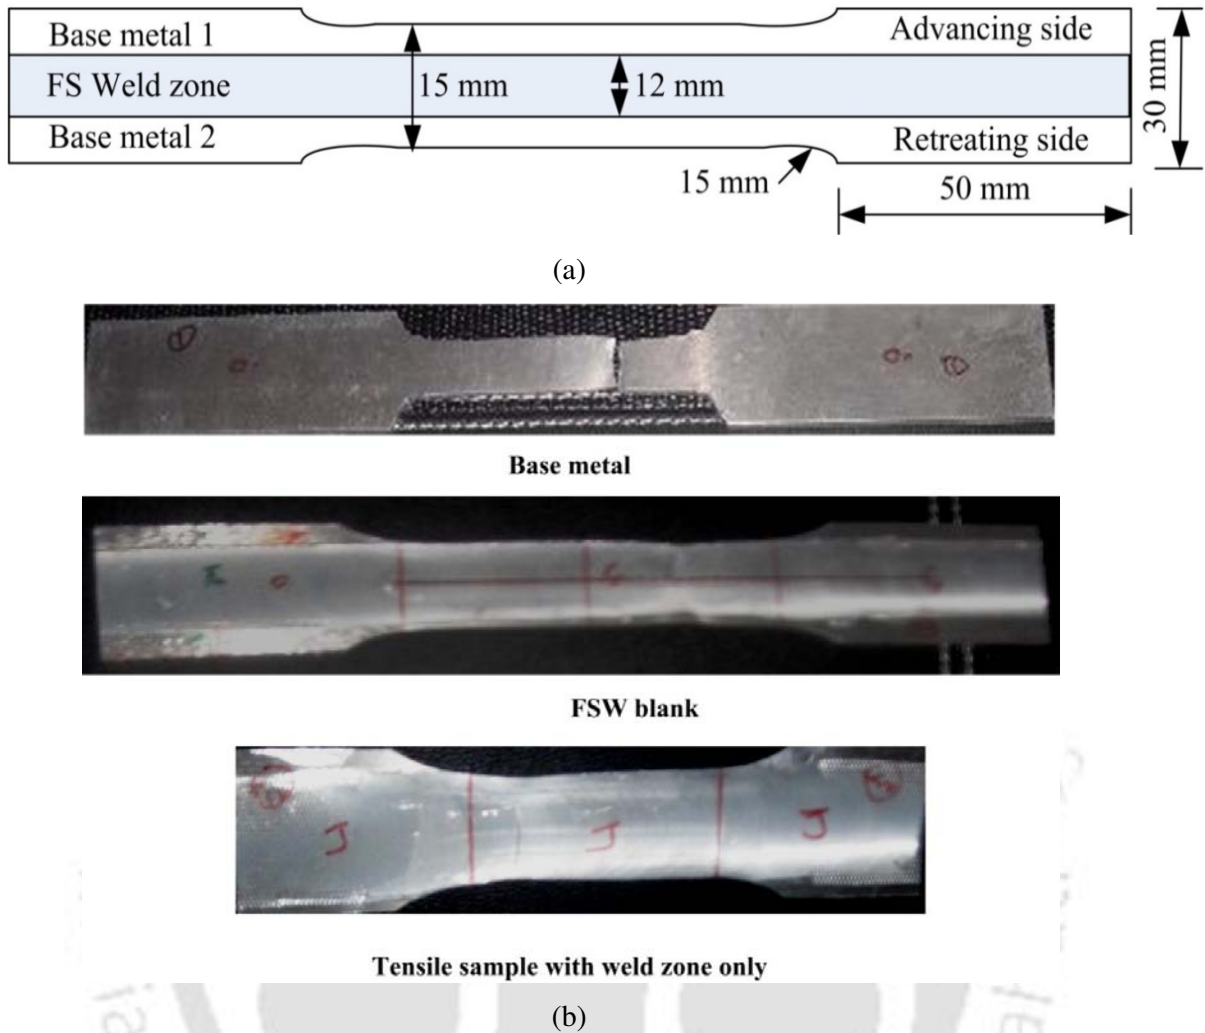 Base metal 1
Advancing side
FS Weld zone
15 mm
12 mm
30 mm
Base metal 2
Retreating side
15 mm
50 mm
(a)
Base metal
FSW blank
Tensile sample with weld zone only
J J J
(b)